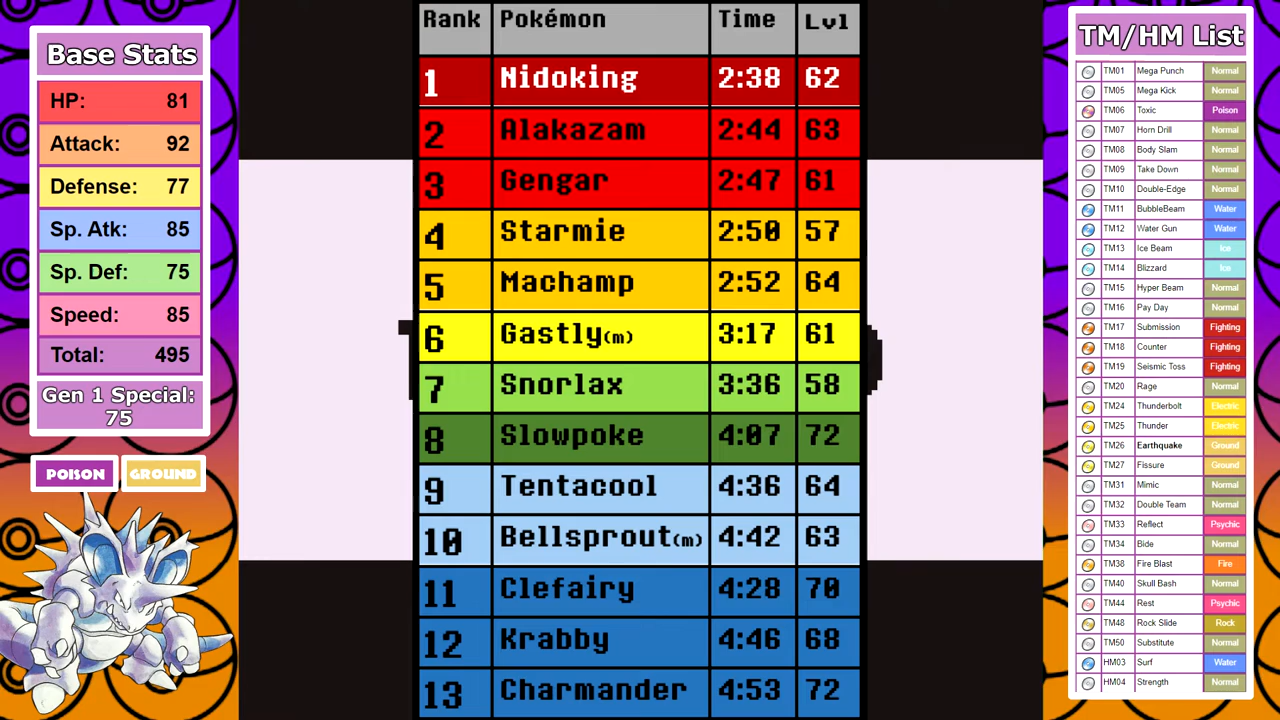 Base Stats
HP: 81
Attack: 92
Defense: 77
Sp. Atk: 85
Sp. Def: 75
Speed: 85
Total: 495
Gen 1 Special:
75
POISON GROUND
Rank Pokémon Time Lvl
1 Nidoking 2:38 62
2 Alakazam 2:44 63
3 Gengar 2:47 61
4 Starmie 2:50 57
5 Machamp 2:52 64
6 Gastly(m) 3:17 61
7 Snorlax 3:36 58
8 Slowpoke 4:07 72
9 Tentacool 4:36 64
10 Bellsprout(m) 4:42 63
11 Clefairy 4:28 70
12 Krabby 4:46 68
13 Charmander 4:53 72
TM/HM List
TM01 Mega Punch Normal
TM05 Mega Kick Normal
TM06 Toxic Poison
TM07 Horn Drill Normal
TM08 Body Slam Normal
TM09 Take Down Normal
TM10 Double-Edge Normal
TM11 BubbleBeam Water
TM12 Water Gun Water
TM13 Ice Beam Ice
TM14 Blizzard Ice
TM15 Hyper Beam Normal
TM16 Pay Day Normal
TM17 Submission Fighting
TM18 Counter Fighting
TM19 Seismic Toss Fighting
TM20 Rage Normal
TM24 Thunderbolt Electric
TM25 Thunder Electric
TM26 Earthquake Ground
TM27 Fissure Ground
TM31 Mimic Normal
TM32 Double Team Normal
TM33 Reflect Psychic
TM34 Bide Normal
TM38 Fire Blast Fire
TM40 Skull Bash Normal
TM44 Rest Psychic
TM48 Rock Slide Rock
TM50 Substitute Normal
HM03 Surf Water
HM04 Strength Normal